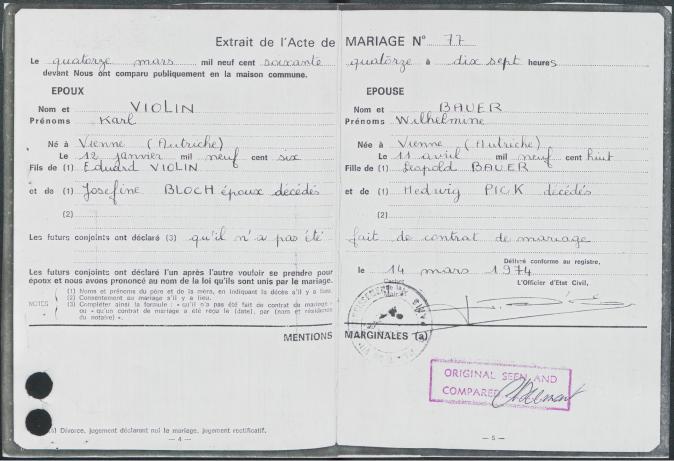 Extrait de l'Acte de MARIAGE N° 77
Le quatorze mars mil neuf cent soixante quatorze à dix sept heures
devant Nous ont comparu publiquement en la maison commune.
EPOUX
Nom et VIOLIN
Prénoms Karl
Né à Vienne (Autriche)
Le 12 janvier mil neuf cent six
Fils de (1) Eduard VIOLIN
et de (1) Josefine BLOCH époux décédés
(2)
Les futurs conjoints ont déclaré (3) qu'il n'a pas été
Les futurs conjoints ont déclaré l'un après l'autre vouloir se prendre pour
époux et nous avons prononcé au nom de la loi qu'ils sont unis par le mariage.
NOTES
(1) Noms et prénoms du père et de la mère, en indiquant la décès s'il y a lieu.
(2) Consentement au mariage s'il y a lieu.
(3) Compléter ainsi la formule : « qu'il n'a pas été fait de contrat de mariage »
ou « qu'un contrat de mariage a été reçu le (date), par (nom et résidence
du notaire) ».
EPOUSE
Nom et BAUER
Prénoms Wilhelmine
Née à Vienne (Autriche)
Le 11 avril mil neuf cent huit
Fille de (1) Leopold BAUER
et de (1) Hedwig PICK décédés
(2)
fait de contrat de mariage
Délivré conforme au registre,
le 14 mars 1974
L'Officier d'Etat Civil,
Cachet
de la
Mairie
MENTIONS MARGINALES (a)
ORIGINAL SEEN AND
COMPARED
(a) Divorce, jugement déclarant nul le mariage, jugement rectificatif.
— 4 —
— 5 —